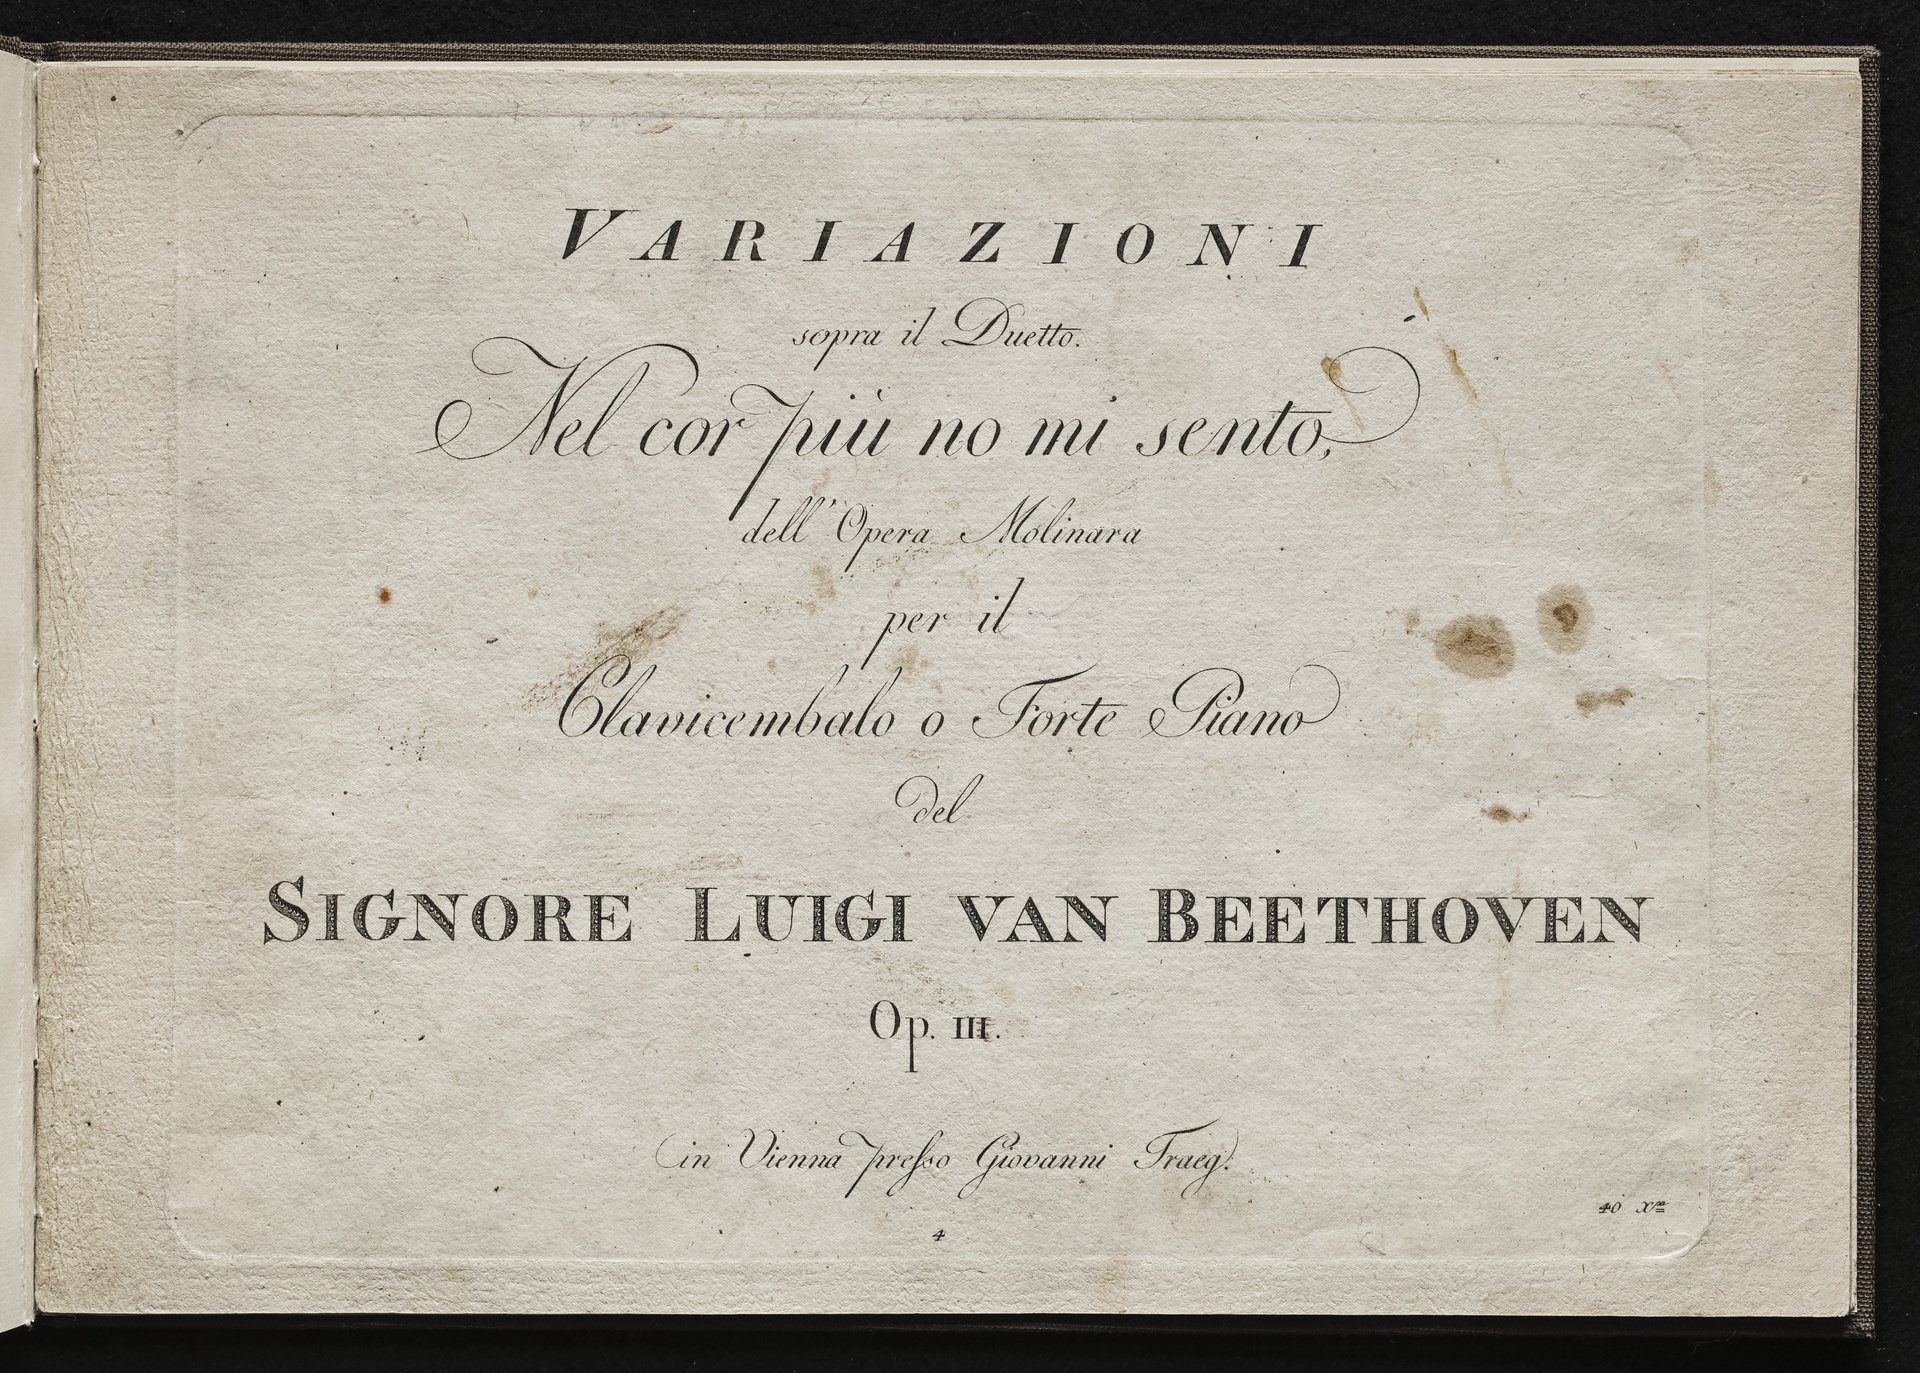 VARIAZIONI
sopra il Duetto.
Nel cor più no mi sento,
dell' Opera Molinara
per il
Clavicembalo o Forte Piano
del
SIGNORE LUIGI VAN BEETHOVEN
Op. III.
in Vienna presso Giovanni Traeg.
40 Xr
4